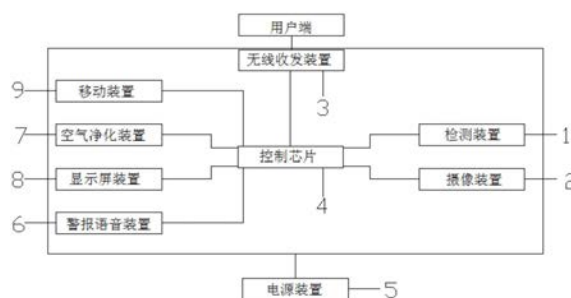 用户端
无线收发装置
3
9 移动装置
7 空气净化装置
检测装置 1
控制芯片
4
8 显示屏装置
摄像装置 2
6 警报语音装置
电源装置 5